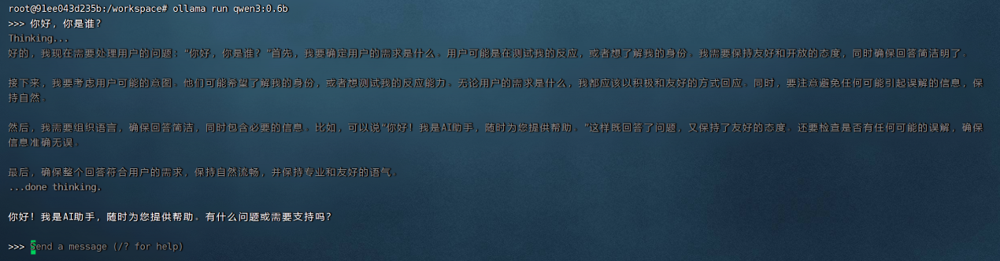 root@91ee043d235b:/workspace# ollama run qwen3:0.6b
>>> 你好，你是谁？
Thinking...
好的，我现在需要处理用户的问题：“你好，你是谁？”首先，我要确定用户的需求是什么。用户可能是在测试我的反应，或者想了解我的身份。我需要保持友好和开放的态度，同时确保回答简洁明了。
接下来，我要考虑用户可能的意图。他们可能希望了解我的身份，或者想测试我的反应能力。无论用户的需求是什么，我都应该以积极和友好的方式回应。同时，要注意避免任何可能引起误解的信息，保
持自然。
然后，我需要组织语言，确保回答简洁，同时包含必要的信息。比如，可以说“你好！我是AI助手，随时为您提供帮助。”这样既回答了问题，又保持了友好的态度。还要检查是否有任何可能的误解，确保
信息准确无误。
最后，确保整个回答符合用户的需求，保持自然流畅，并保持专业和友好的语气。
...done thinking.
你好！我是AI助手，随时为您提供帮助。有什么问题或需要支持吗？
>>> Send a message (/? for help)